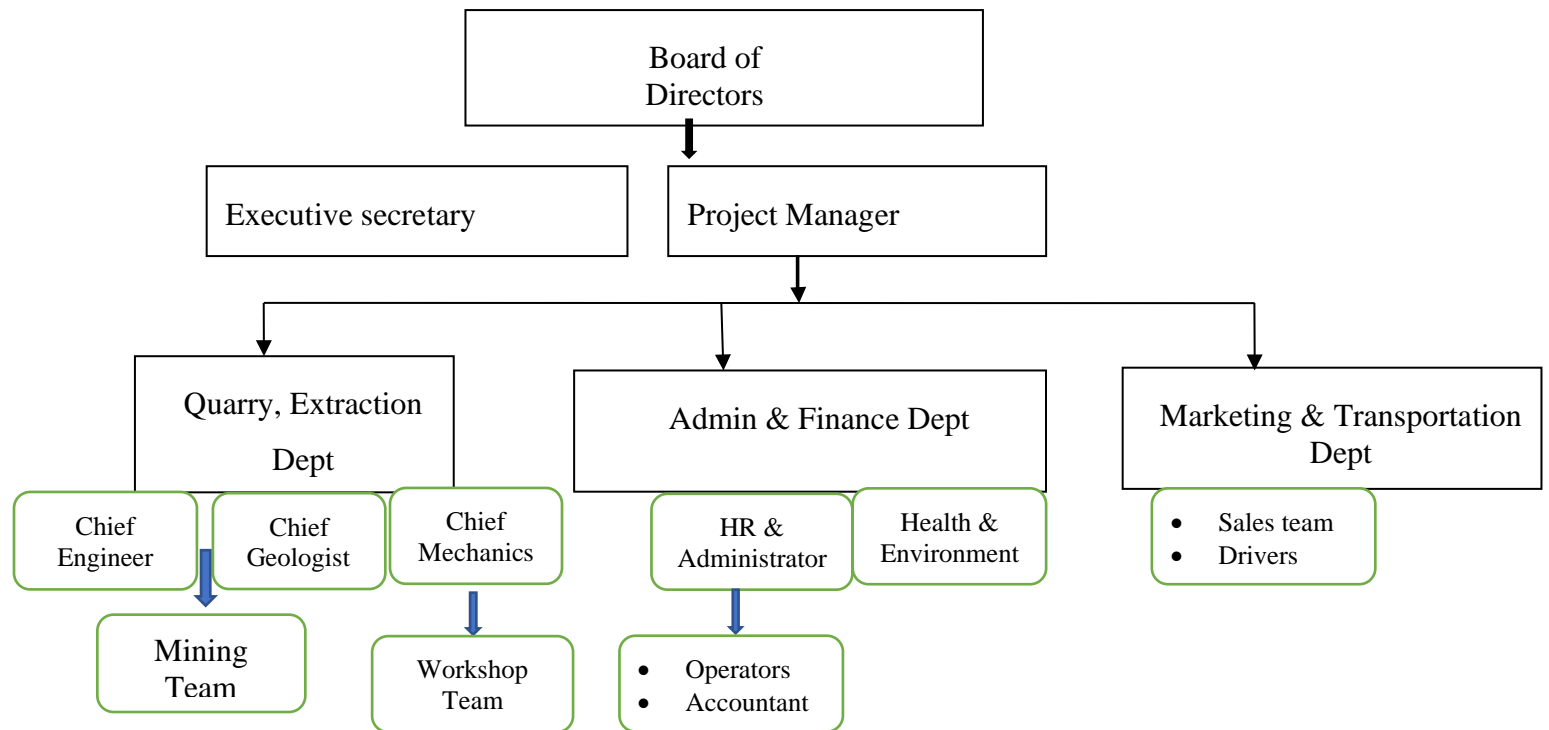 Board of
Directors
Executive secretary
Project Manager
Quarry, Extraction
Dept
Admin & Finance Dept
Marketing & Transportation
Dept
Chief
Engineer
Chief
Geologist
Chief
Mechanics
HR &
Administrator
Health &
Environment
• Sales team
• Drivers
Mining
Team
Workshop
Team
• Operators
• Accountant